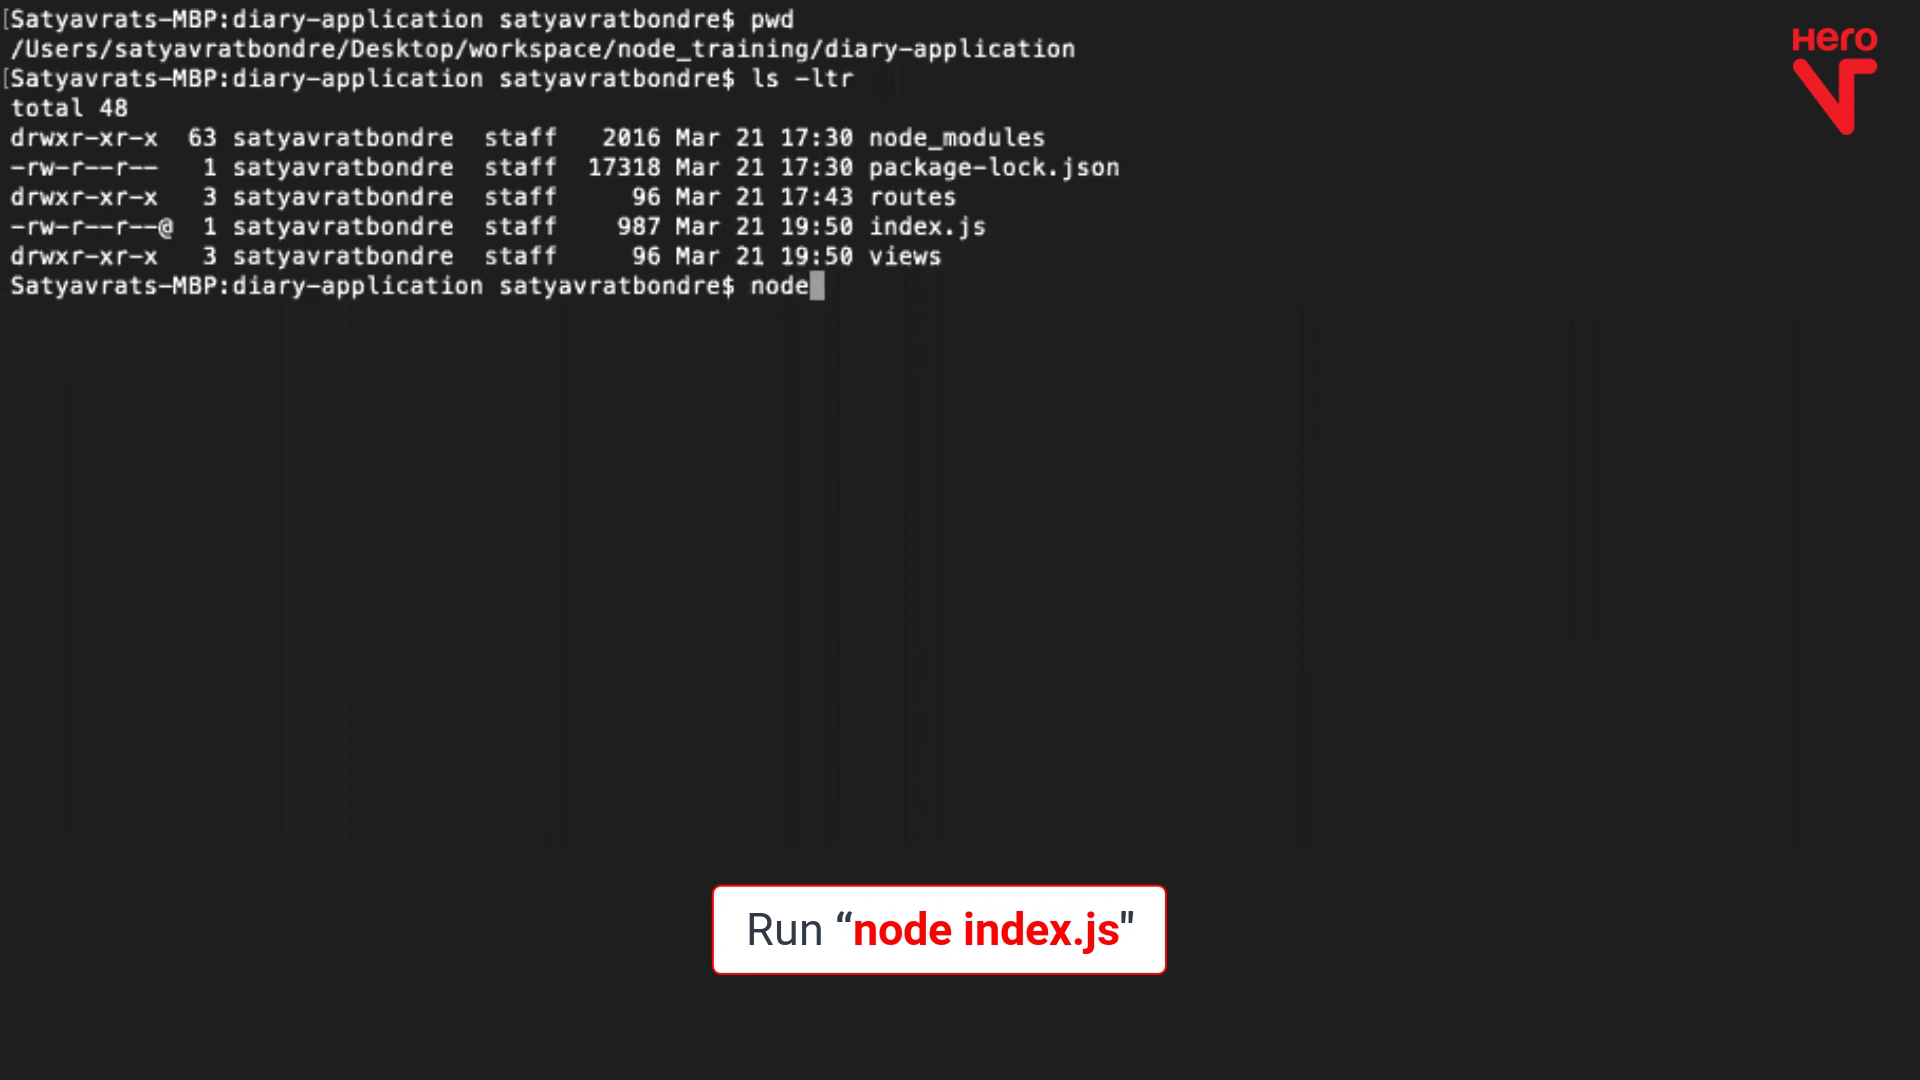 [Satyavrats-MBP:diary-application satyavratbondre$ pwd
/Users/satyavratbondre/Desktop/workspace/node_training/diary-application
[Satyavrats-MBP:diary-application satyavratbondre$ ls -ltr
total 48
drwxr-xr-x  63 satyavratbondre  staff   2016 Mar 21 17:30 node_modules
-rw-r--r--   1 satyavratbondre  staff  17318 Mar 21 17:30 package-lock.json
drwxr-xr-x   3 satyavratbondre  staff     96 Mar 21 17:43 routes
-rw-r--r--@  1 satyavratbondre  staff    987 Mar 21 19:50 index.js
drwxr-xr-x   3 satyavratbondre  staff     96 Mar 21 19:50 views
Satyavrats-MBP:diary-application satyavratbondre$ node
Hero
Run “node index.js"